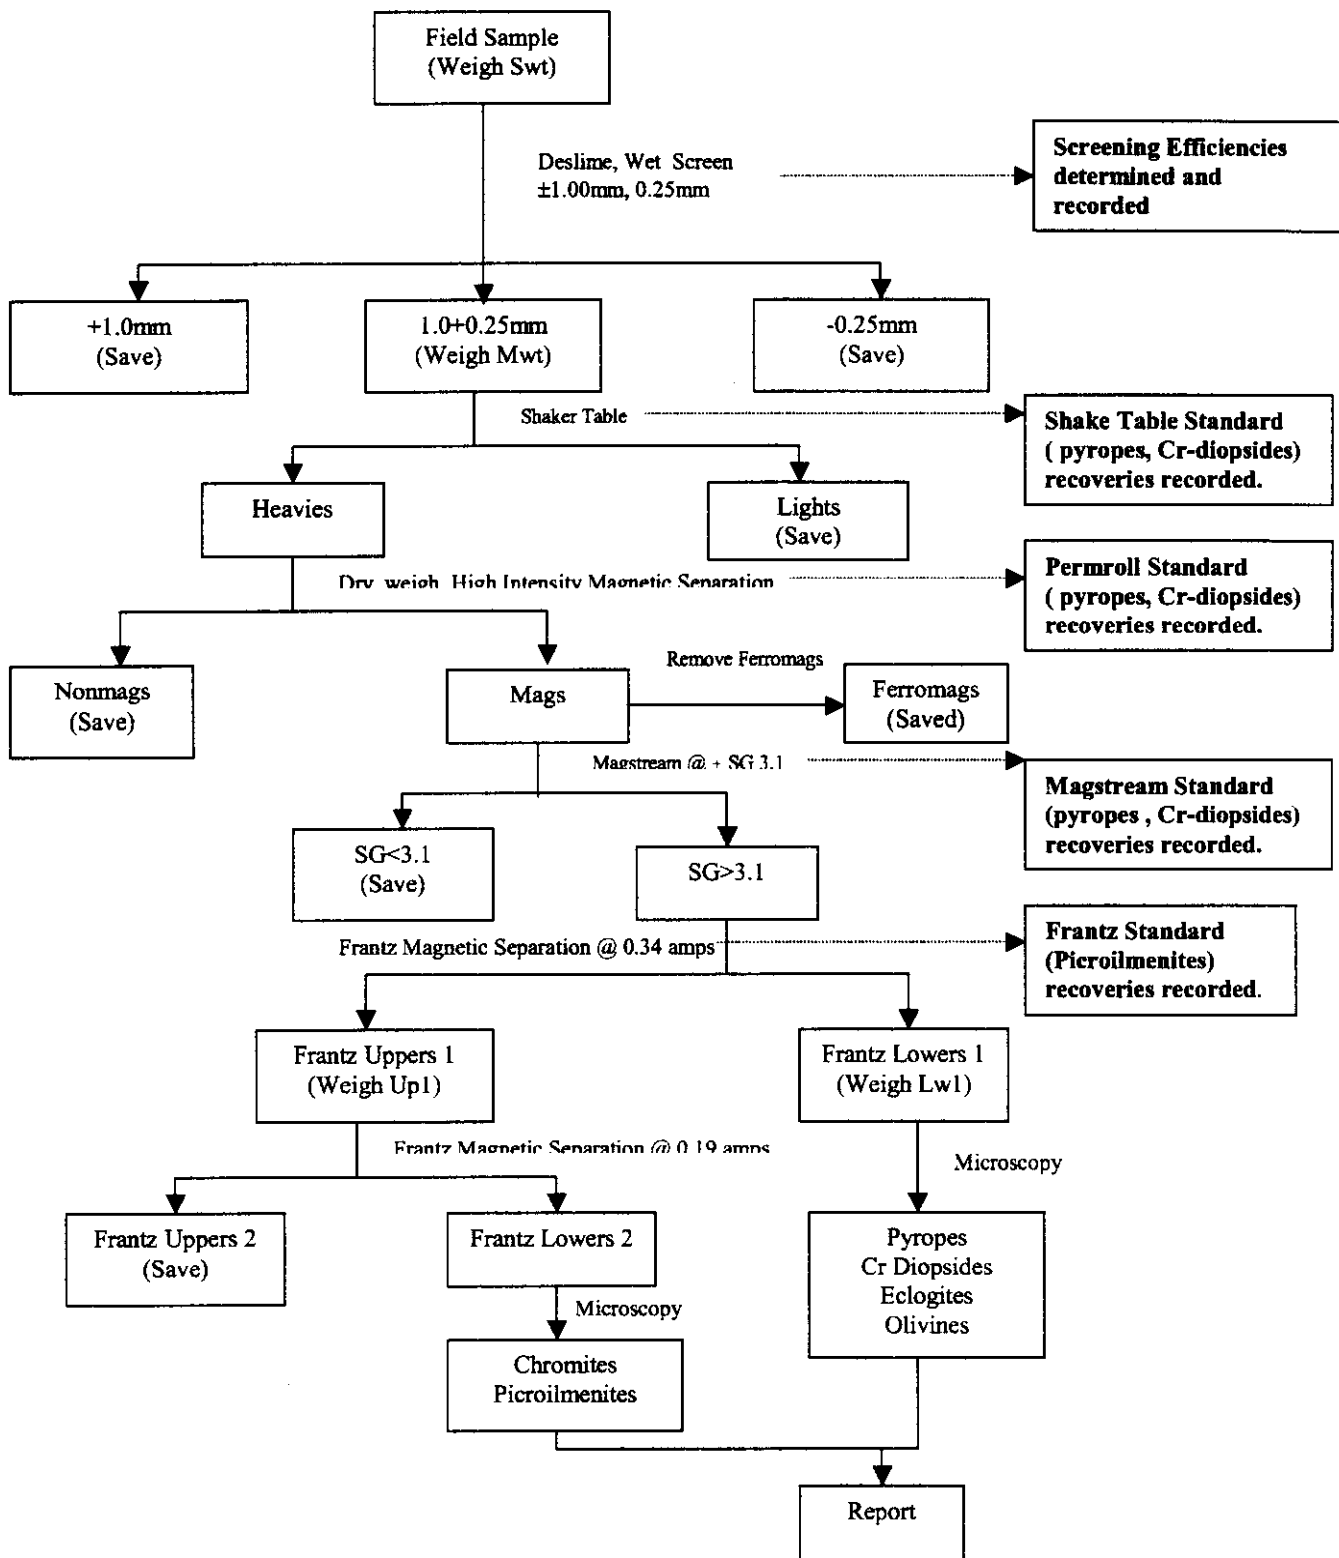 Field Sample
(Weigh Swt)
Deslime, Wet Screen
±1.00mm, 0.25mm
Screening Efficiencies
determined and
recorded
+1.0mm
(Save)
1.0+0.25mm
(Weigh Mwt)
-0.25mm
(Save)
Shaker Table
Shake Table Standard
( pyropes, Cr-diopsides)
recoveries recorded.
Heavies
Lights
(Save)
Dry, weigh, High Intensity Magnetic Separation
Permroll Standard
( pyropes, Cr-diopsides)
recoveries recorded.
Nonmags
(Save)
Mags
Remove Ferromags
Ferromags
(Saved)
Magstream @ + SG 3.1
Magstream Standard
(pyropes , Cr-diopsides)
recoveries recorded.
SG<3.1
(Save)
SG>3.1
Frantz Magnetic Separation @ 0.34 amps
Frantz Standard
(Picroilmenites)
recoveries recorded.
Frantz Uppers 1
(Weigh Up1)
Frantz Lowers 1
(Weigh Lw1)
Frantz Magnetic Separation @ 0.19 amps
Microscopy
Frantz Uppers 2
(Save)
Frantz Lowers 2
Pyropes
Cr Diopsides
Eclogites
Olivines
Microscopy
Chromites
Picroilmenites
Report